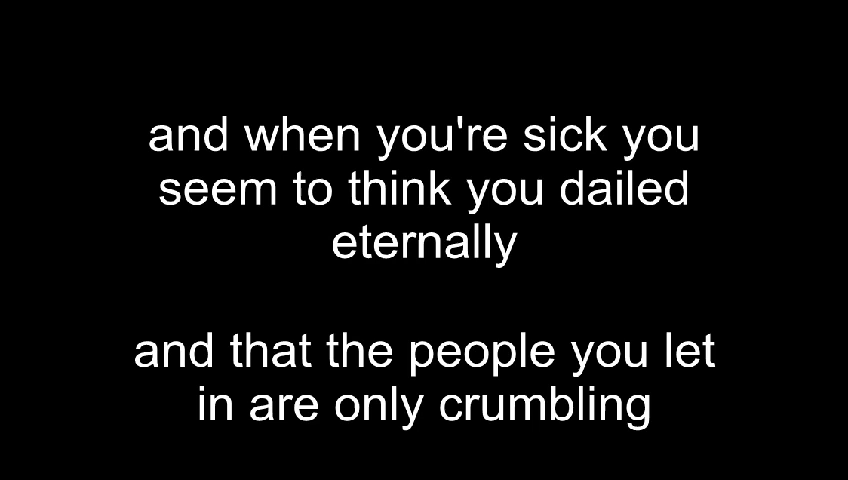 and when you're sick you
seem to think you dailed
eternally
and that the people you let
in are only crumbling